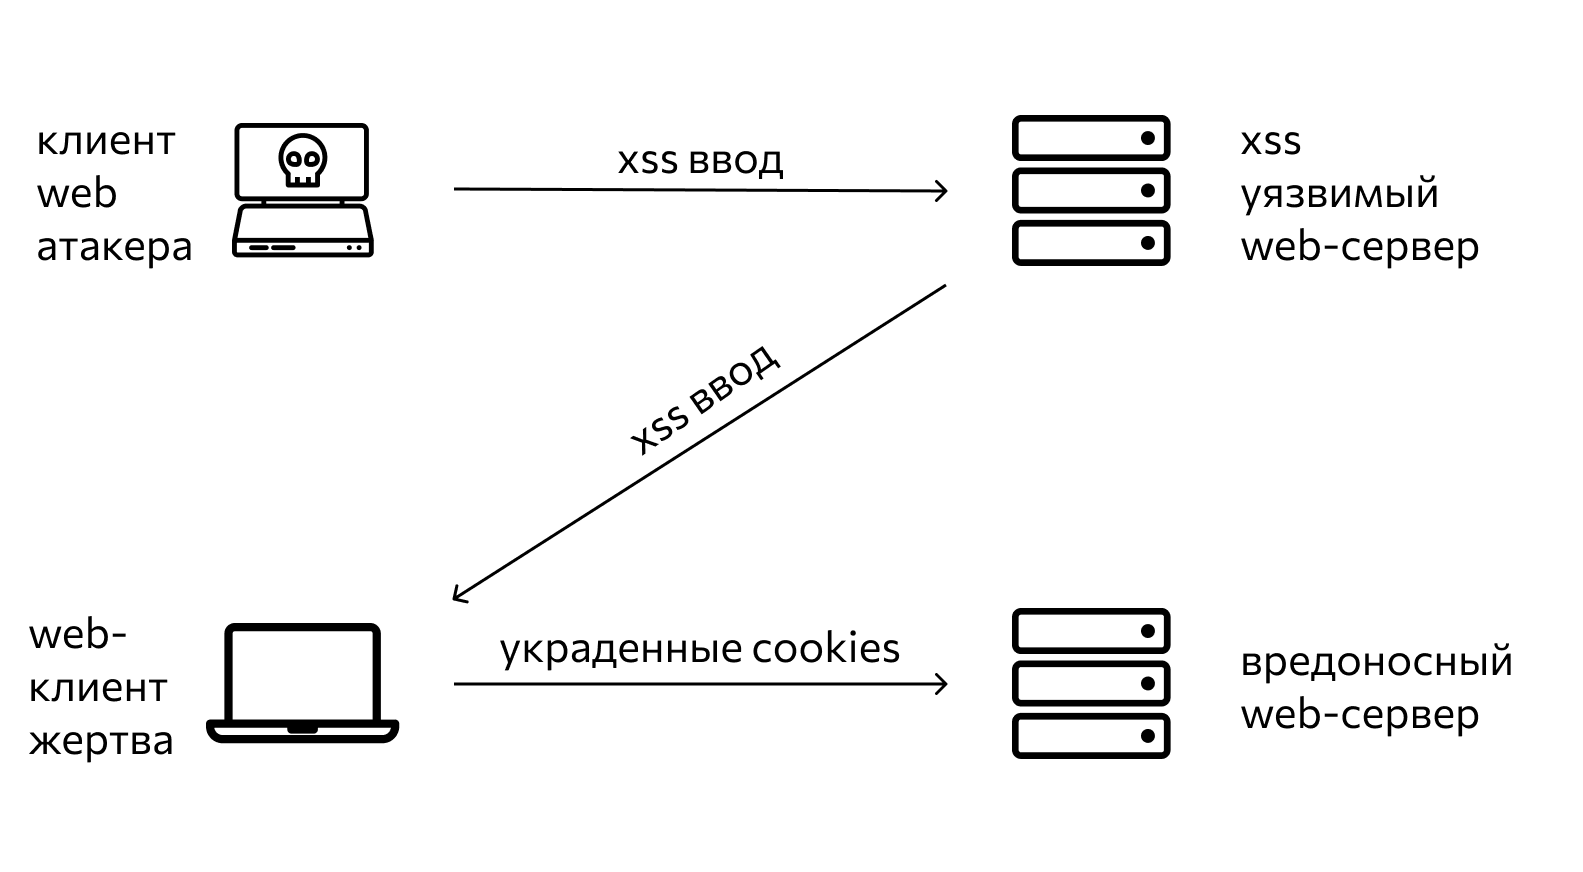 клиент
web
атакера
xss ввод
xss
уязвимый
web-сервер
xss ввод
web-
клиент
жертва
украденные cookies
вредоносный
web-сервер